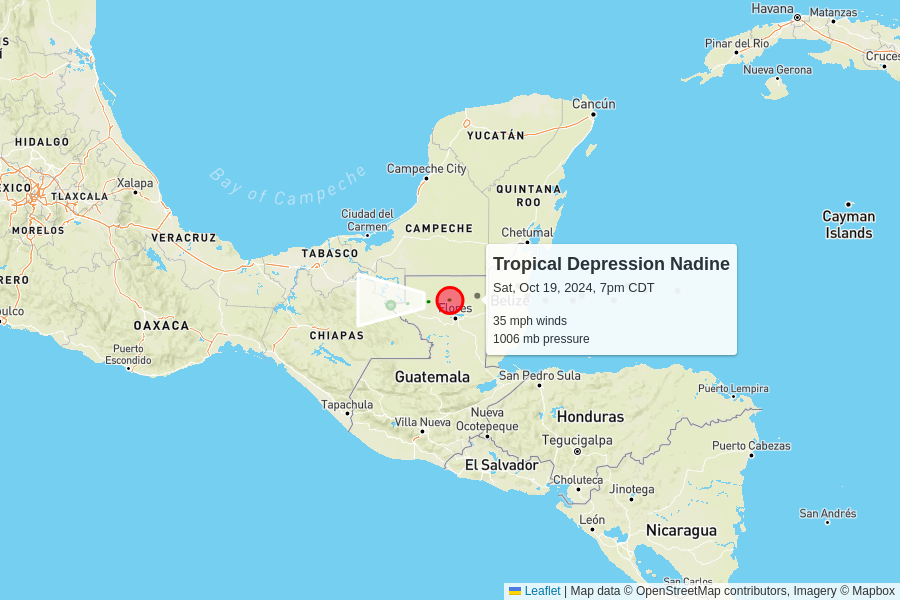 Havana
Matanzas
Pinar del Río
Cruces
Nueva Gerona
Cancún
YUCATÁN
HIDALGO
Campeche City
Bay of Campeche
Xalapa
TLAXCALA
QUINTANA
ROO
Ciudad del
Carmen
CAMPECHE
Chetumal
Cayman
Islands
MORELOS
VERACRUZ
TABASCO
Tropical Depression Nadine
Sat, Oct 19, 2024, 7pm CDT
35 mph winds
1006 mb pressure
Belize
Flores
OAXACA
CHIAPAS
Puerto
Escondido
Guatemala
San Pedro Sula
Puerto Lempira
Tapachula
Villa Nueva
Nueva
Ocotepeque
Honduras
Tegucigalpa
Puerto Cabezas
El Salvador
Choluteca
Jinotega
León
San Andrés
Nicaragua
San Carlos
Leaflet | Map data © OpenStreetMap contributors, Imagery © Mapbox